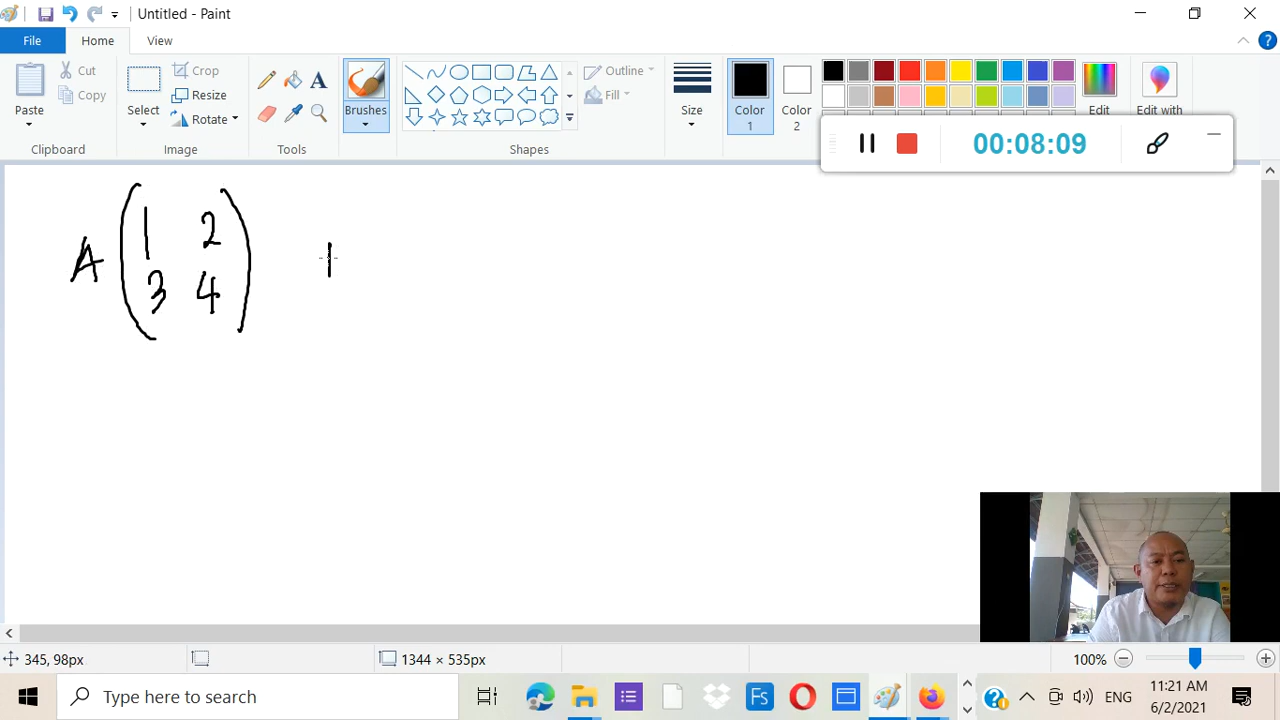 Untitled - Paint
File Home View
Paste
Cut
Copy
Clipboard
Select
Crop
Resize
Rotate
Image
Tools
Brushes
Shapes
Outline
Fill
Size
Color
1
Color
2
Edit
Edit with
00:08:09
A ( 1 2
3 4 )
345, 98px
1344 × 535px
100%
Type here to search
Fs
ENG
11:21 AM
6/2/2021